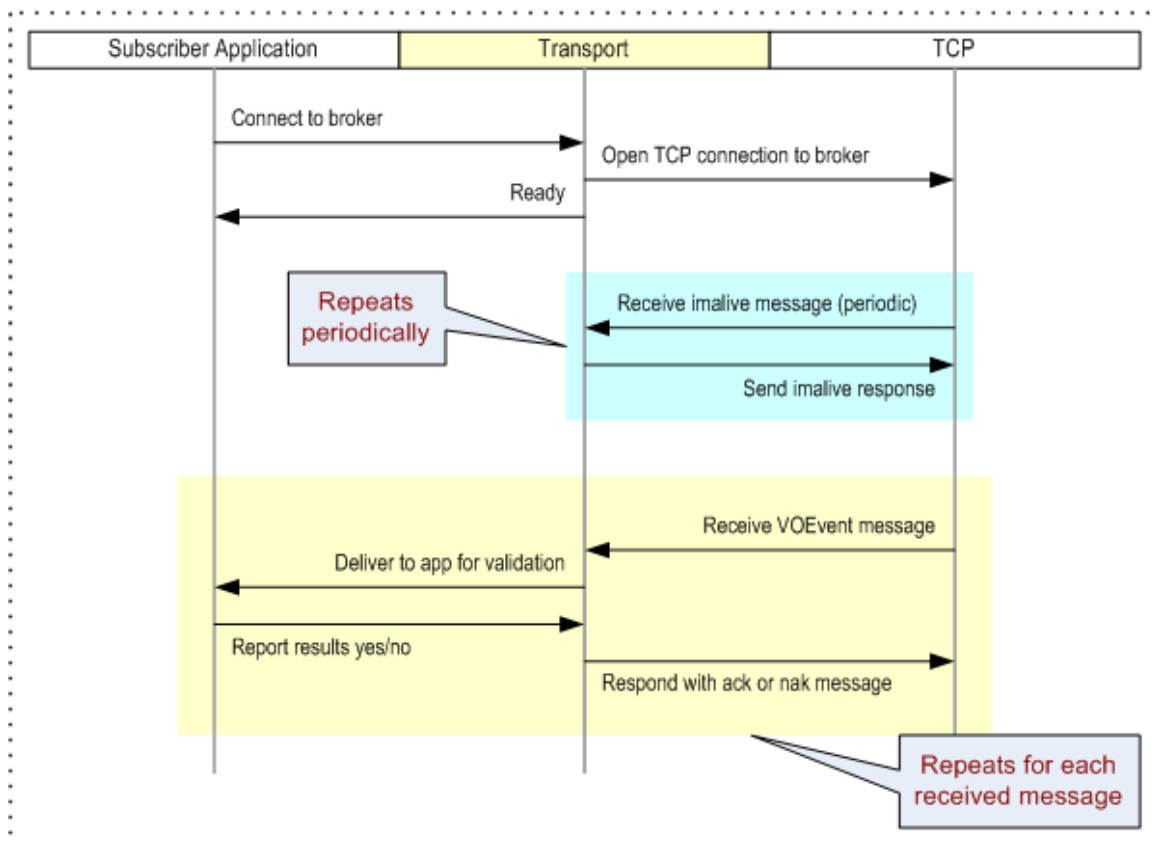 Subscriber Application
Transport
TCP
Connect to broker
Open TCP connection to broker
Ready
Repeats
periodically
Receive imalive message (periodic)
Send imalive response
Receive VOEvent message
Deliver to app for validation
Report results yes/no
Respond with ack or nak message
Repeats for each
received message